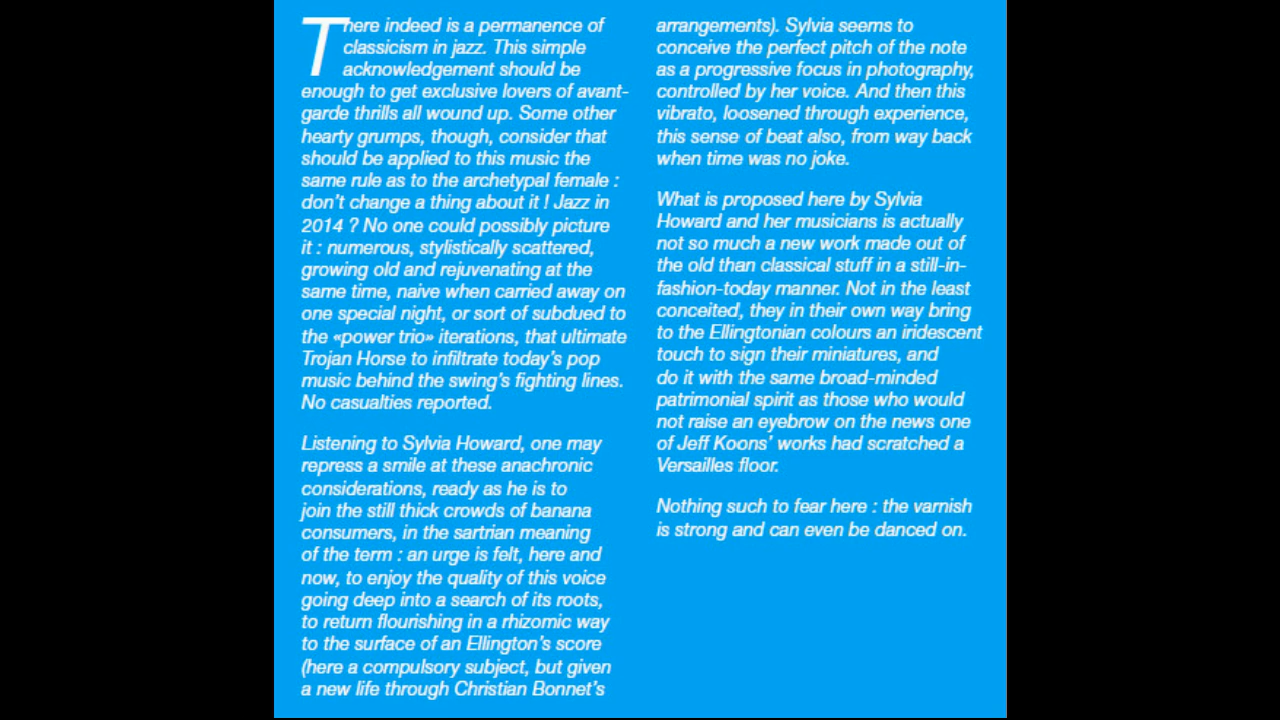 There indeed is a permanence of
classicism in jazz. This simple
acknowledgement should be
enough to get exclusive lovers of avant-
garde thrills all wound up. Some other
hearty grumps, though, consider that
should be applied to this music the
same rule as to the archetypal female :
don't change a thing about it ! Jazz in
2014 ? No one could possibly picture
it : numerous, stylistically scattered,
growing old and rejuvenating at the
same time, naive when carried away on
one special night, or sort of subdued to
the «power trio» iterations, that ultimate
Trojan Horse to infiltrate today's pop
music behind the swing's fighting lines.
No casualties reported.
Listening to Sylvia Howard, one may
repress a smile at these anachronic
considerations, ready as he is to
join the still thick crowds of banana
consumers, in the sartrian meaning
of the term : an urge is felt, here and
now, to enjoy the quality of this voice
going deep into a search of its roots,
to return flourishing in a rhizomic way
to the surface of an Ellington's score
(here a compulsory subject, but given
a new life through Christian Bonnet's
arrangements). Sylvia seems to
conceive the perfect pitch of the note
as a progressive focus in photography,
controlled by her voice. And then this
vibrato, loosened through experience,
this sense of beat also, from way back
when time was no joke.
What is proposed here by Sylvia
Howard and her musicians is actually
not so much a new work made out of
the old than classical stuff in a still-in-
fashion-today manner. Not in the least
conceited, they in their own way bring
to the Ellingtonian colours an iridescent
touch to sign their miniatures, and
do it with the same broad-minded
patrimonial spirit as those who would
not raise an eyebrow on the news one
of Jeff Koons' works had scratched a
Versailles floor.
Nothing such to fear here : the varnish
is strong and can even be danced on.